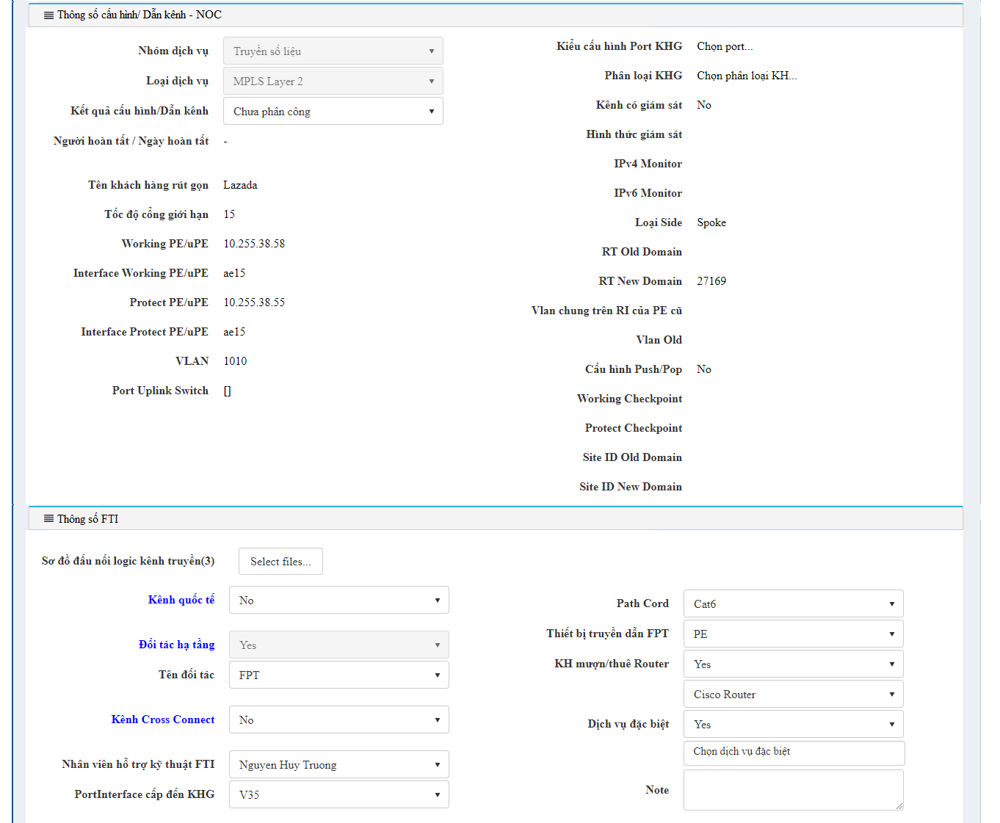 Thông số cấu hình/ Dẫn kênh - NOC
Nhóm dịch vụ Truyền số liệu
Loại dịch vụ MPLS Layer 2
Kết quả cấu hình/Dẫn kênh Chưa phân công
Người hoàn tất / Ngày hoàn tất -
Tên khách hàng rút gọn Lazada
Tốc độ cổng giới hạn 15
Working PE/uPE 10.255.38.58
Interface Working PE/uPE ae15
Protect PE/uPE 10.255.38.55
Interface Protect PE/uPE ae15
VLAN 1010
Port Uplink Switch []
Kiểu cấu hình Port KHG Chọn port...
Phân loại KHG Chọn phân loại KH...
Kênh có giám sát No
Hình thức giám sát
IPv4 Monitor
IPv6 Monitor
Loại Side Spoke
RT Old Domain
RT New Domain 27169
Vlan chung trên RI của PE cũ
Vlan Old
Cấu hình Push/Pop No
Working Checkpoint
Protect Checkpoint
Site ID Old Domain
Site ID New Domain
Thông số FTI
Sơ đồ đấu nối logic kênh truyền(3) Select files...
Kênh quốc tế No
Đối tác hạ tầng Yes
Tên đối tác FPT
Kênh Cross Connect No
Nhân viên hỗ trợ kỹ thuật FTI Nguyen Huy Truong
PortInterface cấp đến KHG V35
Path Cord Cat6
Thiết bị truyền dẫn FPT PE
KH mượn/thuê Router Yes
Cisco Router
Dịch vụ đặc biệt Yes
Chọn dịch vụ đặc biệt
Note